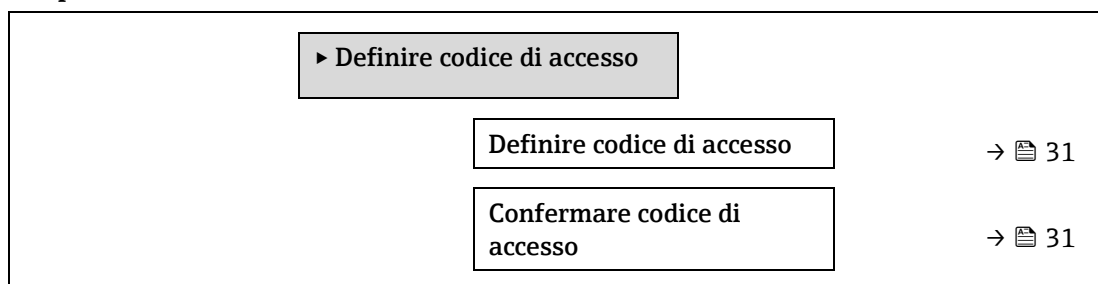 ▸ Definire codice di accesso
Definire codice di accesso → 31
Confermare codice di
accesso → 31